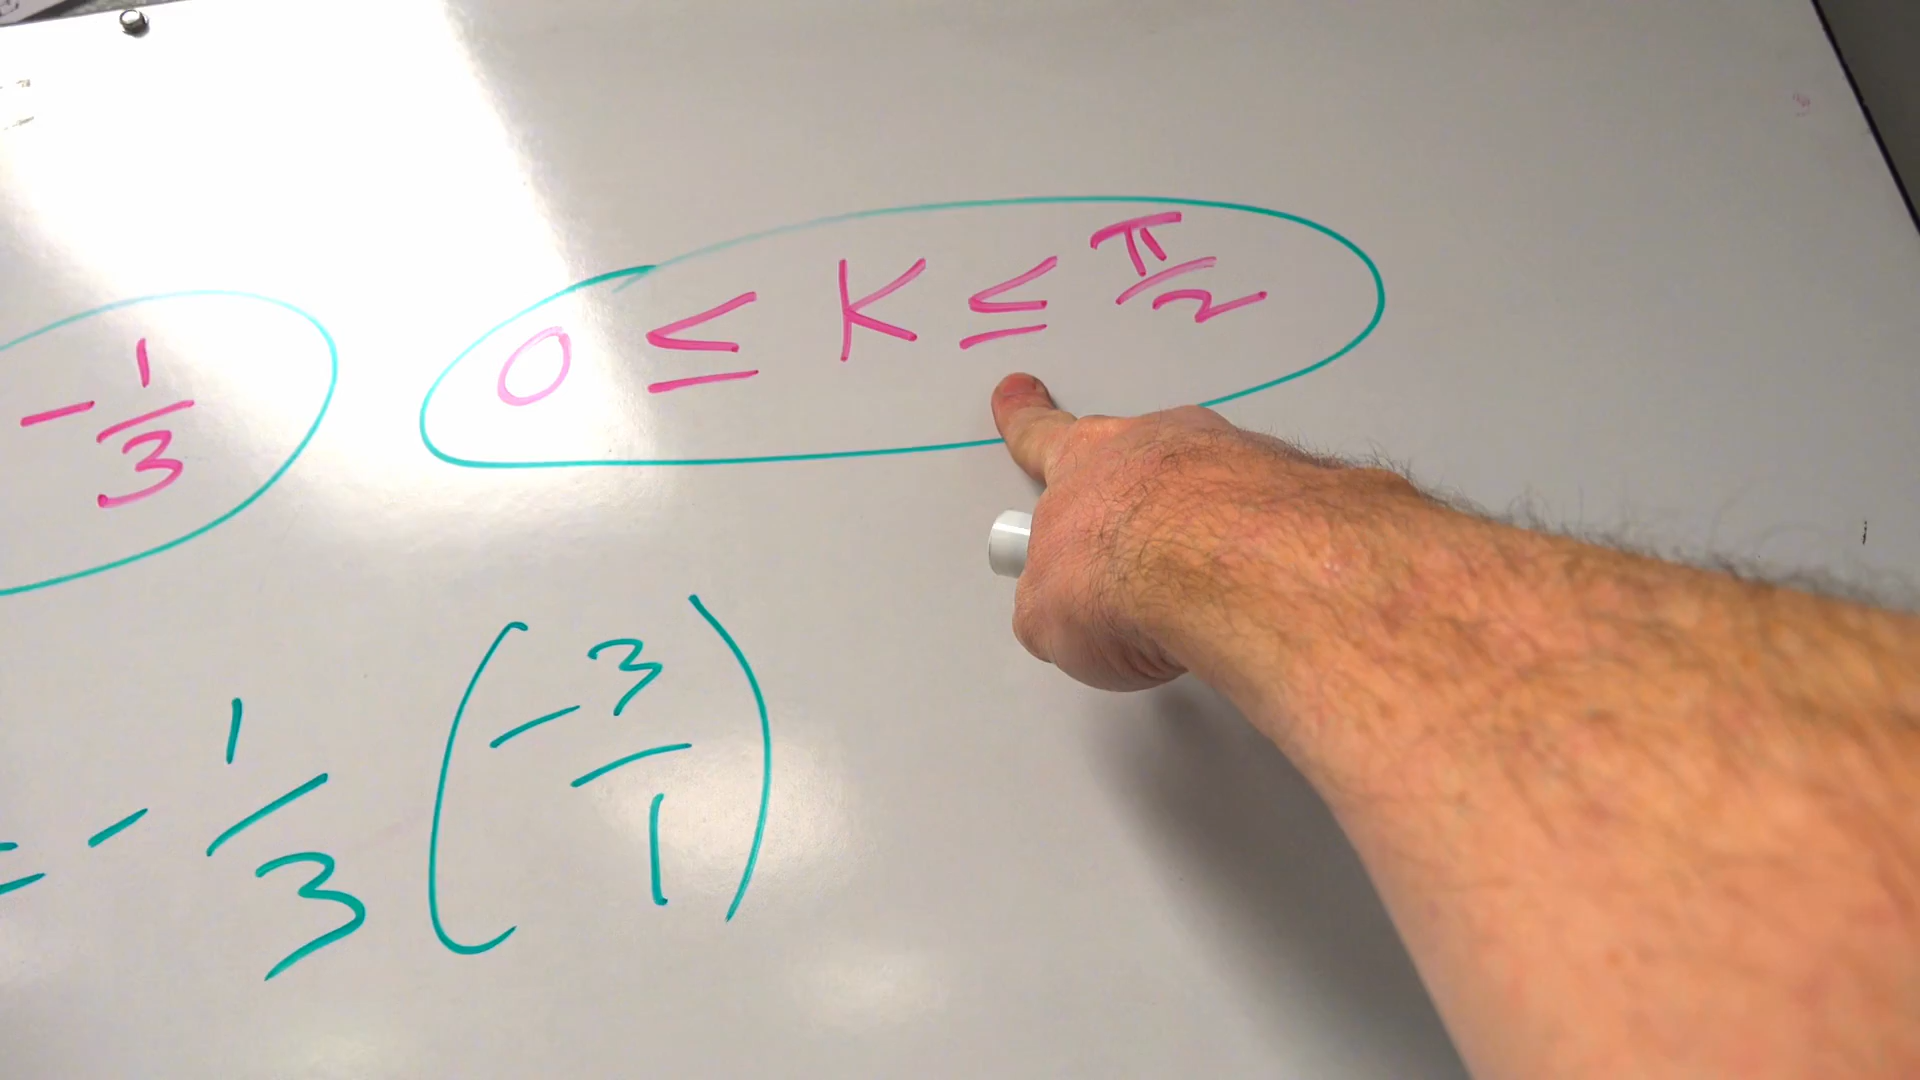 -1/3 0 ≤ K ≤ π/2
= -1/3 (-3/1)